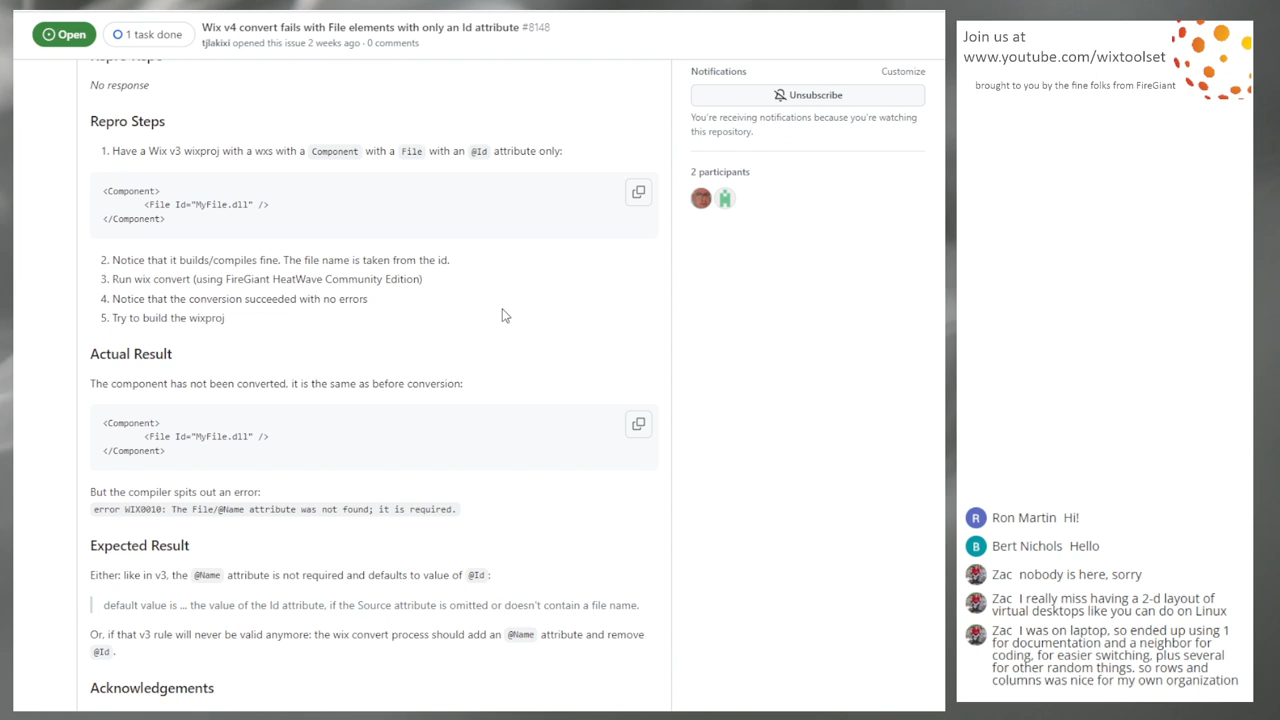 Open
1 task done
Wix v4 convert fails with File elements with only an Id attribute #8148
tjlakixi opened this issue 2 weeks ago · 0 comments
No response
Repro Steps
1. Have a Wix v3 wixproj with a wxs with a Component with a File with an @Id attribute only:
<Component>
<File Id="MyFile.dll" />
</Component>
2. Notice that it builds/compiles fine. The file name is taken from the id.
3. Run wix convert (using FireGiant HeatWave Community Edition)
4. Notice that the conversion succeeded with no errors
5. Try to build the wixproj
Actual Result
The component has not been converted, it is the same as before conversion:
<Component>
<File Id="MyFile.dll" />
</Component>
But the compiler spits out an error:
error WIX0010: The File/@Name attribute was not found; it is required.
Expected Result
Either: like in v3, the @Name attribute is not required and defaults to value of @Id:
default value is ... the value of the Id attribute, if the Source attribute is omitted or doesn't contain a file name.
Or, if that v3 rule will never be valid anymore: the wix convert process should add an @Name attribute and remove
@Id.
Acknowledgements
Notifications
Customize
Unsubscribe
You're receiving notifications because you're watching
this repository.
2 participants
Join us at
www.youtube.com/wixtoolset
brought to you by the fine folks from FireGiant
R Ron Martin Hi!
B Bert Nichols Hello
Zac nobody is here, sorry
Zac I really miss having a 2-d layout of
virtual desktops like you can do on Linux
Zac I was on laptop, so ended up using 1
for documentation and a neighbor for
coding, for easier switching, plus several
for other random things. so rows and
columns was nice for my own organization